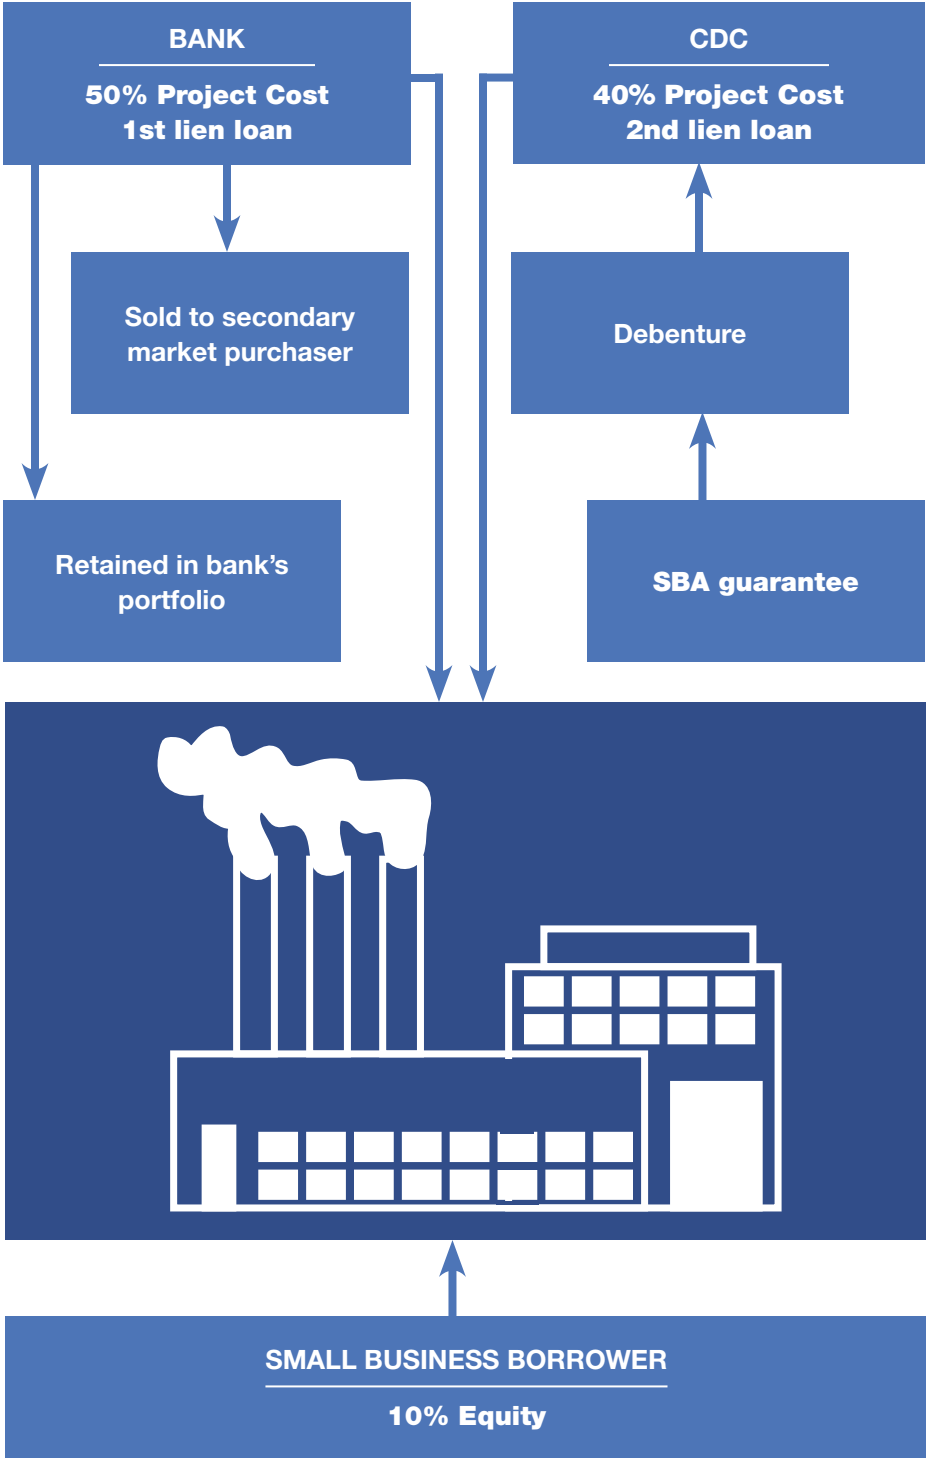 BANK
50% Project Cost
1st lien loan
CDC
40% Project Cost
2nd lien loan
Sold to secondary
market purchaser
Debenture
Retained in bank’s
portfolio
SBA guarantee
SMALL BUSINESS BORROWER
10% Equity